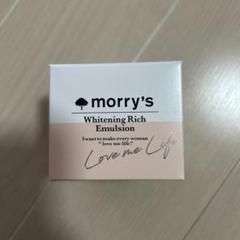 morry's
Whitening Rich
Emulsion
I want to make every woman
" love me life "
Love me Life